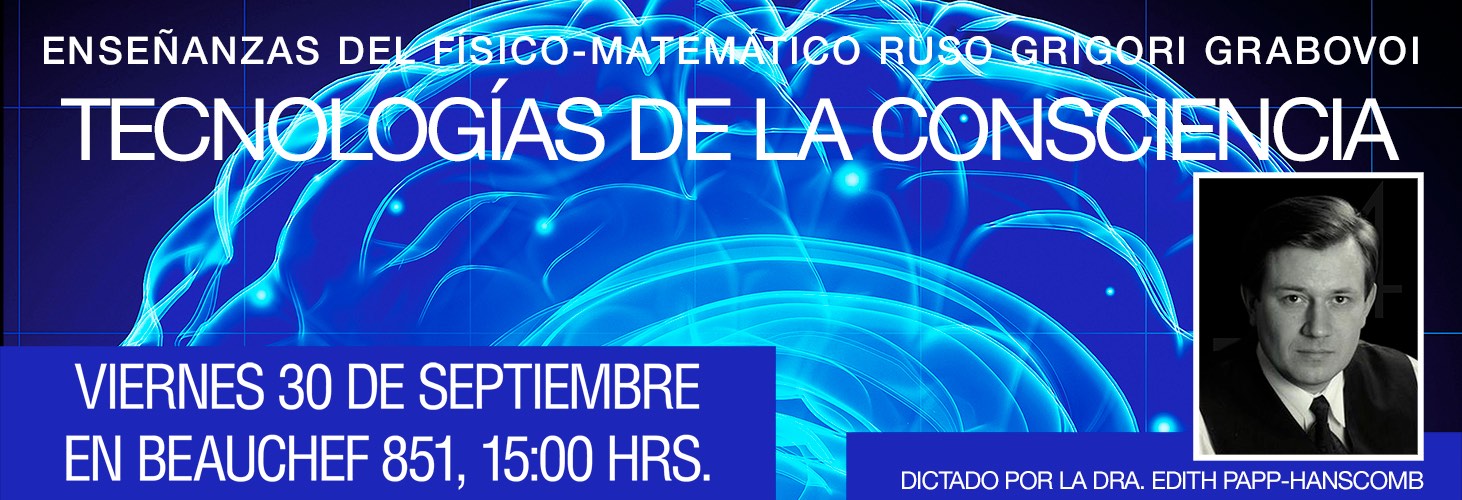 ENSEÑANZAS DEL FÍSICO-MATEMÁTICO RUSO GRIGORI GRABOVOI
TECNOLOGÍAS DE LA CONSCIENCIA
VIERNES 30 DE SEPTIEMBRE
EN BEAUCHEF 851, 15:00 HRS.
DICTADO POR LA DRA. EDITH PAPP-HANSCOMB